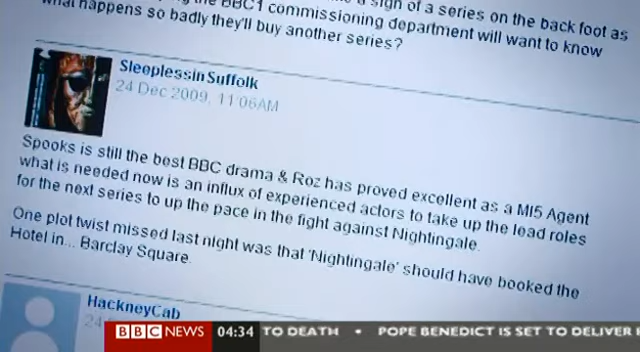 a sign of a series on the back foot as
the BBC1 commissioning department will want to know
what happens so badly they'll buy another series?
SleeplessinSuffolk
24 Dec 2009, 11:06AM
Spooks is still the best BBC drama & Roz has proved excellent as a MI5 Agent
what is needed now is an influx of experienced actors to take up the lead roles
for the next series to up the pace in the fight against Nightingale.
One plot twist missed last night was that 'Nightingale' should have booked the
Hotel in... Barclay Square.
HackneyCab
24
BBC NEWS 04:34 TO DEATH • POPE BENEDICT IS SET TO DELIVER